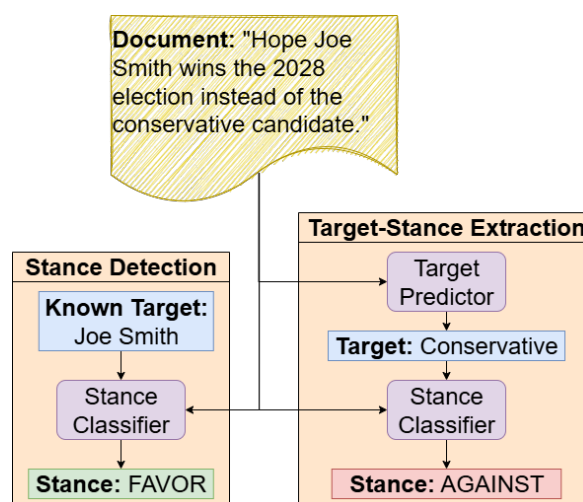 Document: "Hope Joe
Smith wins the 2028
election instead of the
conservative candidate."
Stance Detection
Known Target:
Joe Smith
Stance
Classifier
Stance: FAVOR
Target-Stance Extraction
Target
Predictor
Target: Conservative
Stance
Classifier
Stance: AGAINST